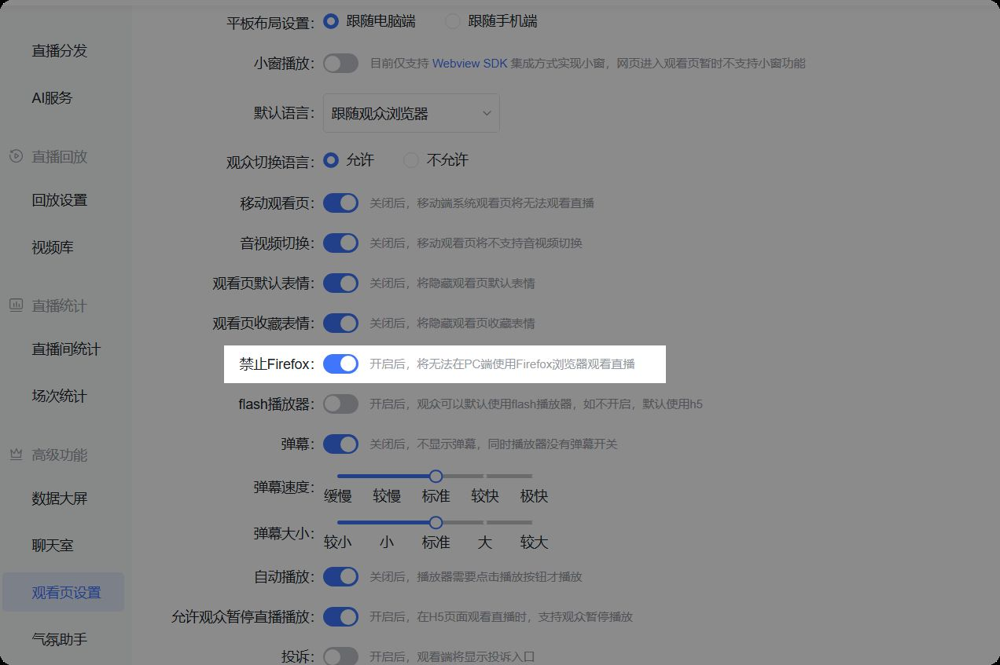 直播分发
AI服务
直播回放
回放设置
视频库
直播统计
直播间统计
场次统计
高级功能
数据大屏
聊天室
观看页设置
气氛助手
平板布局设置： 跟随电脑端 跟随手机端
小窗播放： 目前仅支持 Webview SDK 集成方式实现小窗，网页进入观看页暂时不支持小窗功能
默认语言： 跟随观众浏览器
观众切换语言： 允许 不允许
移动观看页： 关闭后，移动端系统观看页将无法观看直播
音视频切换： 关闭后，移动观看页将不支持音视频切换
观看页默认表情： 关闭后，将隐藏观看页默认表情
观看页收藏表情： 关闭后，将隐藏观看页收藏表情
禁止Firefox： 开启后，将无法在PC端使用Firefox浏览器观看直播
flash播放器： 开启后，观众可以默认使用flash播放器，如不开启，默认使用h5
弹幕： 关闭后，不显示弹幕，同时播放器没有弹幕开关
弹幕速度： 缓慢 较慢 标准 较快 极快
弹幕大小： 较小 小 标准 大 较大
自动播放： 关闭后，播放器需要点击播放按钮才播放
允许观众暂停直播播放： 开启后，在H5页面观看直播时，支持观众暂停播放
投诉： 开启后，观看端将显示投诉入口